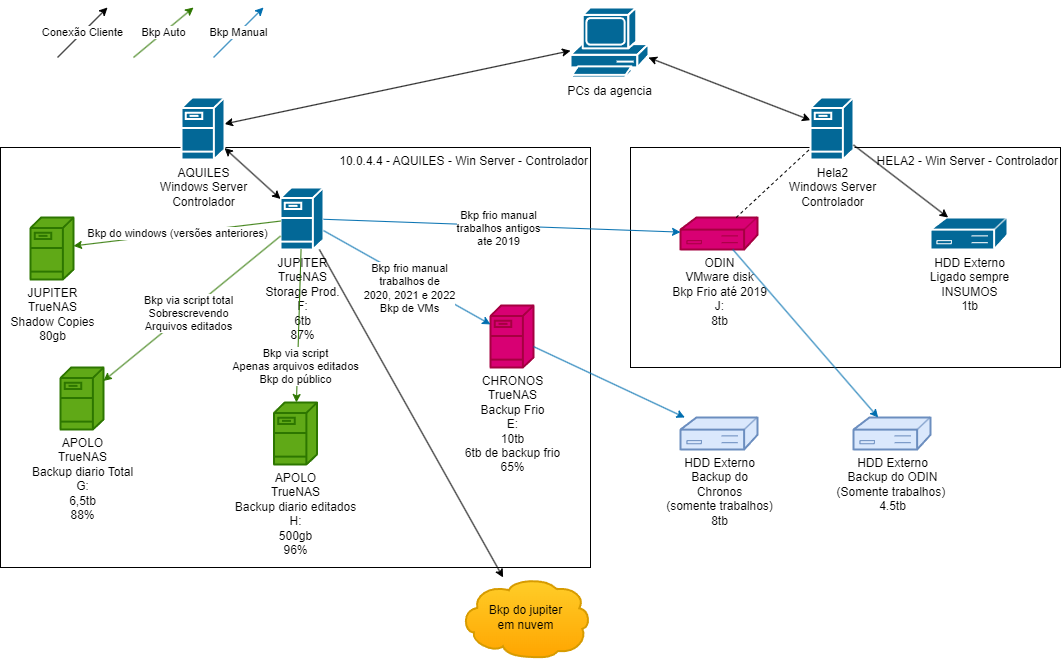 Conexão Cliente
Bkp Auto
Bkp Manual
PCs da agencia
10.0.4.4 - AQUILES - Win Server - Controlador
HELA2 - Win Server - Controlador
AQUILES
Windows Server
Controlador
Hela2
Windows Server
Controlador
Bkp do windows (versões anteriores)
Bkp frio manual
trabalhos antigos
ate 2019
JUPITER
TrueNAS
Storage Prod.
F:
6tb
87%
Bkp frio manual
trabalhos de
2020, 2021 e 2022
Bkp de VMs
ODIN
VMware disk
Bkp Frio até 2019
J:
8tb
HDD Externo
Ligado sempre
INSUMOS
1tb
JUPITER
TrueNAS
Shadow Copies
80gb
Bkp via script total
Sobrescrevendo
Arquivos editados
Bkp via script
Apenas arquivos editados
Bkp do público
CHRONOS
TrueNAS
Backup Frio
E:
10tb
6tb de backup frio
65%
APOLO
TrueNAS
Backup diario Total
G:
6,5tb
88%
APOLO
TrueNAS
Backup diario editados
H:
500gb
96%
HDD Externo
Backup do
Chronos
(somente trabalhos)
8tb
HDD Externo
Backup do ODIN
(Somente trabalhos)
4.5tb
Bkp do jupiter
em nuvem